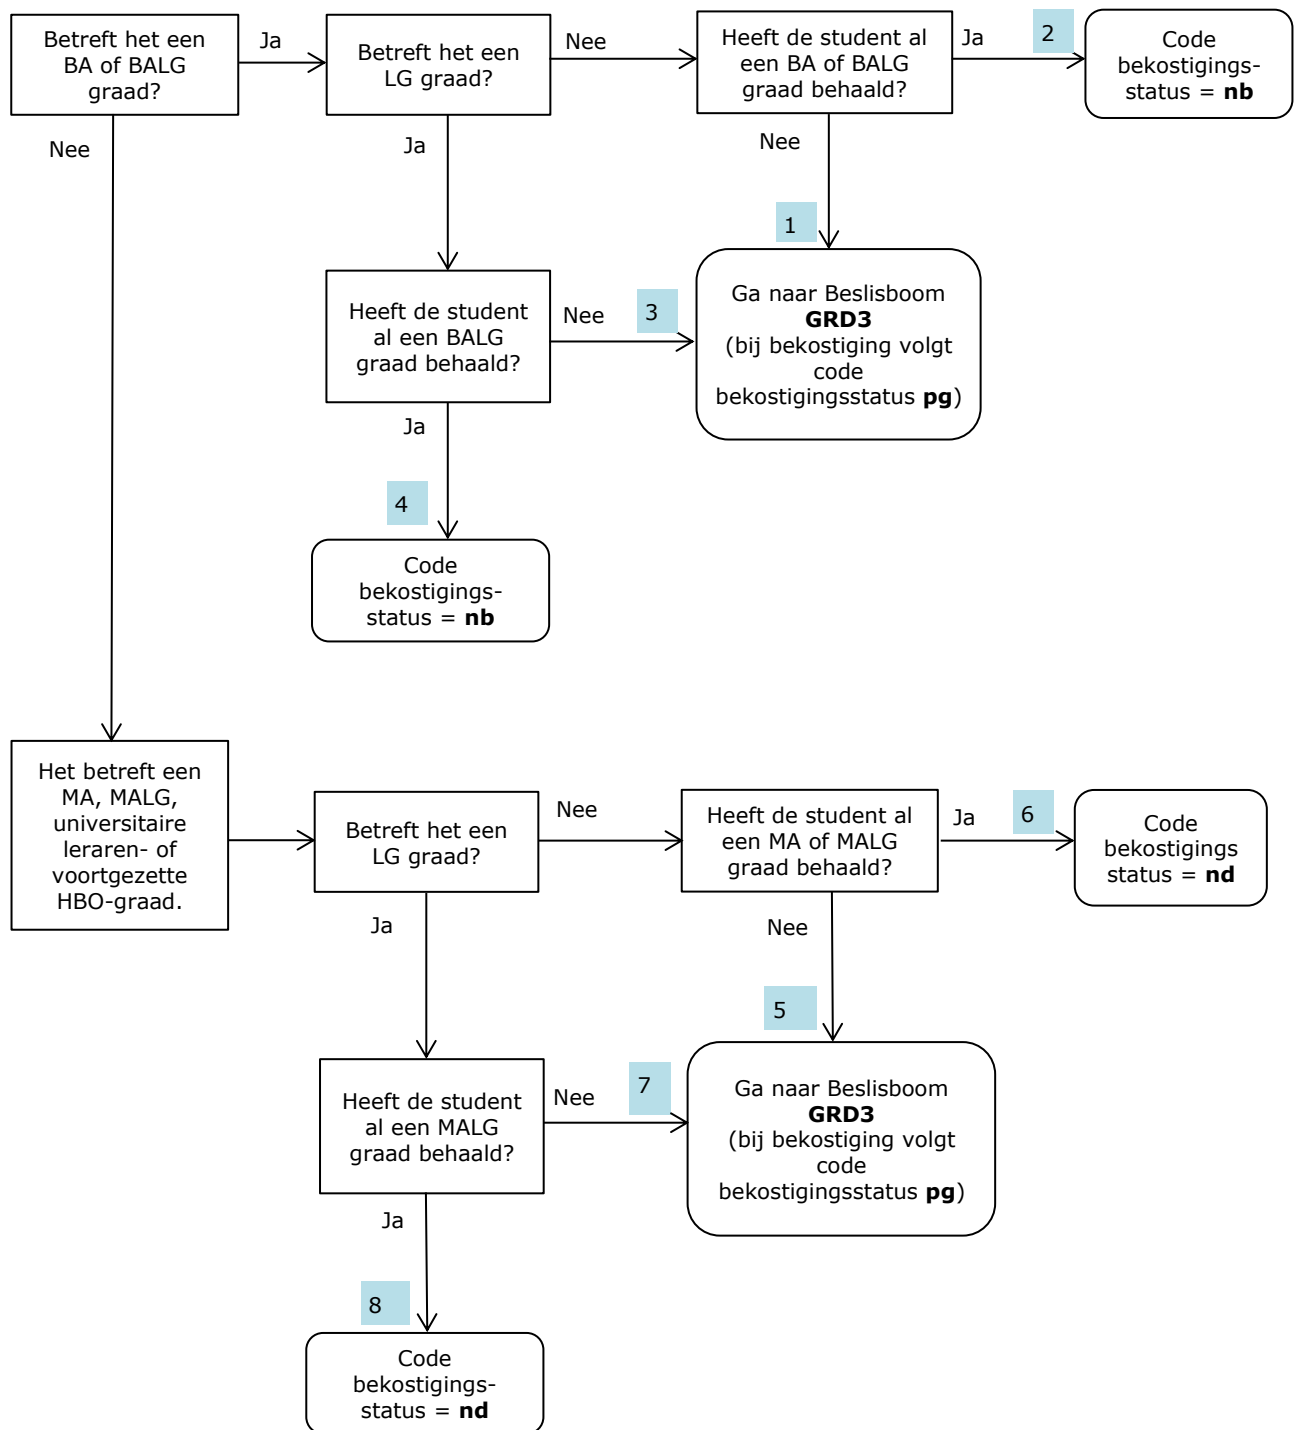 Betreft het een
BA of BALG
graad?
Ja
Betreft het een
LG graad?
Nee
Heeft de student al
een BA of BALG
graad behaald?
Ja
2
Code
bekostigings-
status = nb
Nee
Ja
Nee
1
Heeft de student
al een BALG
graad behaald?
Nee
3
Ga naar Beslisboom
GRD3
(bij bekostiging volgt
code
bekostigingsstatus pg)
Ja
4
Code
bekostigings-
status = nb
Het betreft een
MA, MALG,
universitaire
leraren- of
voortgezette
HBO-graad.
Betreft het een
LG graad?
Nee
Heeft de student al
een MA of MALG
graad behaald?
Ja
6
Code
bekostigings
status = nd
Ja
Nee
5
Heeft de student
al een MALG
graad behaald?
Nee
7
Ga naar Beslisboom
GRD3
(bij bekostiging volgt
code
bekostigingsstatus pg)
Ja
8
Code
bekostigings-
status = nd